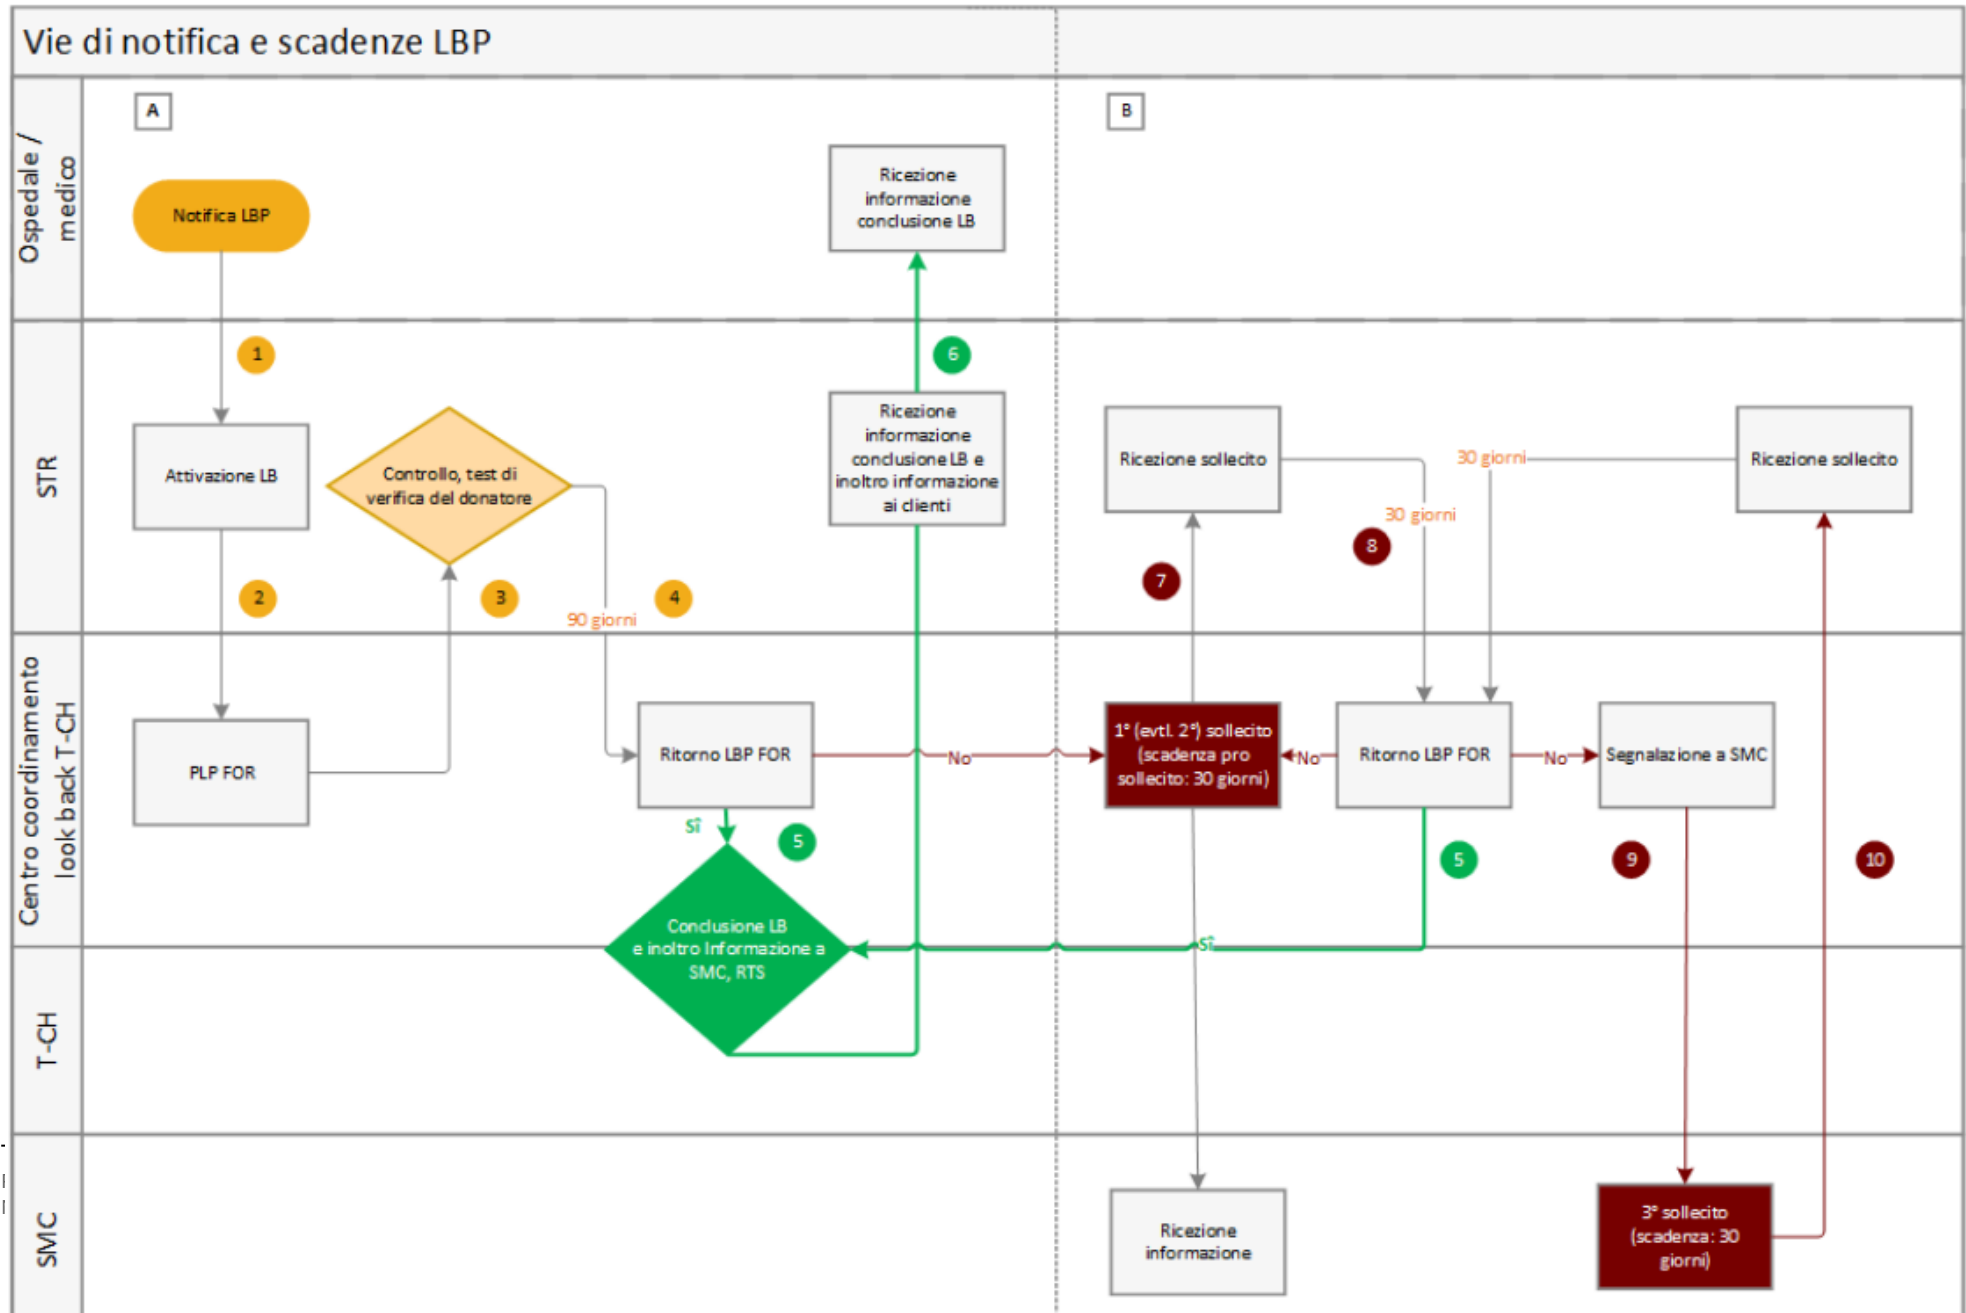 Vie di notifica e scadenze LBP
Ospedale /
medico
A
B
Notifica LBP
Ricezione
informazione
conclusione LB
STR
1
6
Attivazione LB
Controllo, test di
verifica del donatore
Ricezione
informazione
conclusione LB e
inoltro informazione
ai clienti
Ricezione sollecito
30 giorni
Ricezione sollecito
30 giorni
8
7
2
3
4
90 giorni
Centro coordinamento
look back T-CH
PLP FOR
Ritorno LBP FOR
No
1° (evtl. 2°) sollecito
(scadenza pro
sollecito: 30 giorni)
No
Ritorno LBP FOR
No
Segnalazione a SMC
Sì
5
5
9
10
Conclusione LB
e inoltro Informazione a
SMC, RTS
Sì
T-CH
SMC
Ricezione
informazione
3° sollecito
(scadenza: 30
giorni)